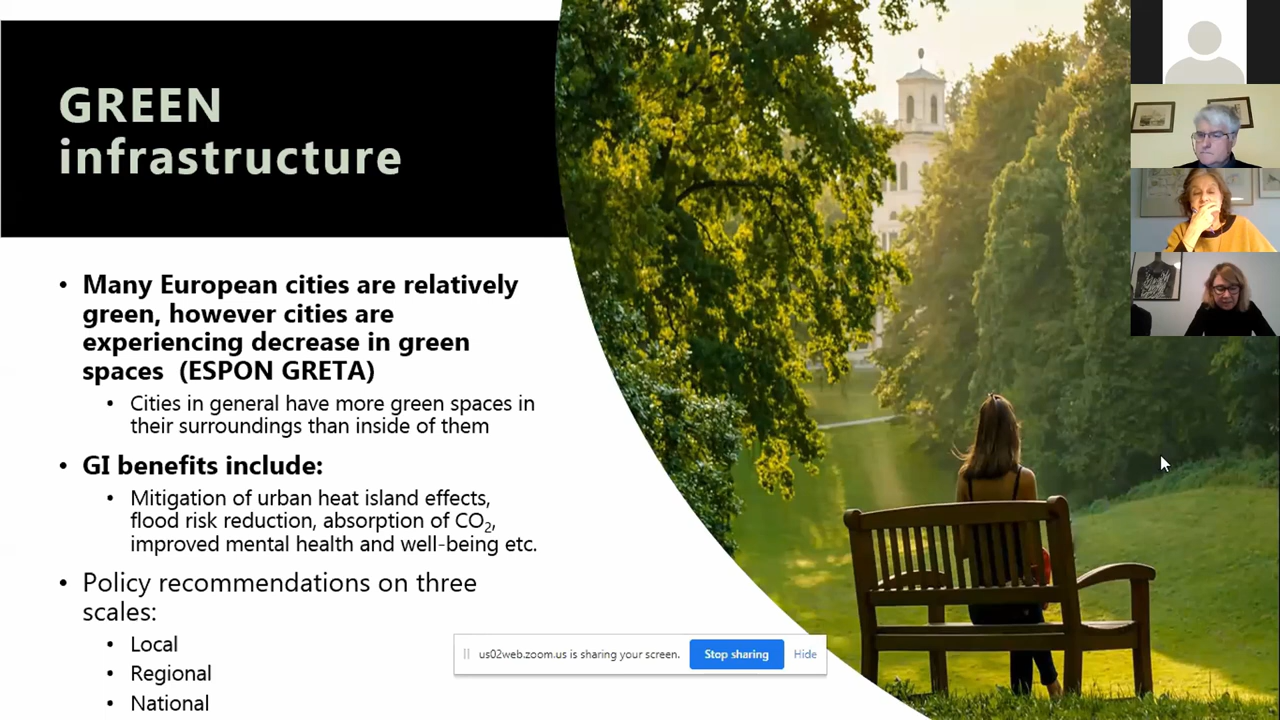 GREEN
infrastructure
• Many European cities are relatively
green, however cities are
experiencing decrease in green
spaces  (ESPON GRETA)
• Cities in general have more green spaces in
their surroundings than inside of them
• GI benefits include:
• Mitigation of urban heat island effects,
flood risk reduction, absorption of CO₂,
improved mental health and well-being etc.
• Policy recommendations on three
scales:
• Local
• Regional
• National
us02web.zoom.us is sharing your screen.
Stop sharing
Hide